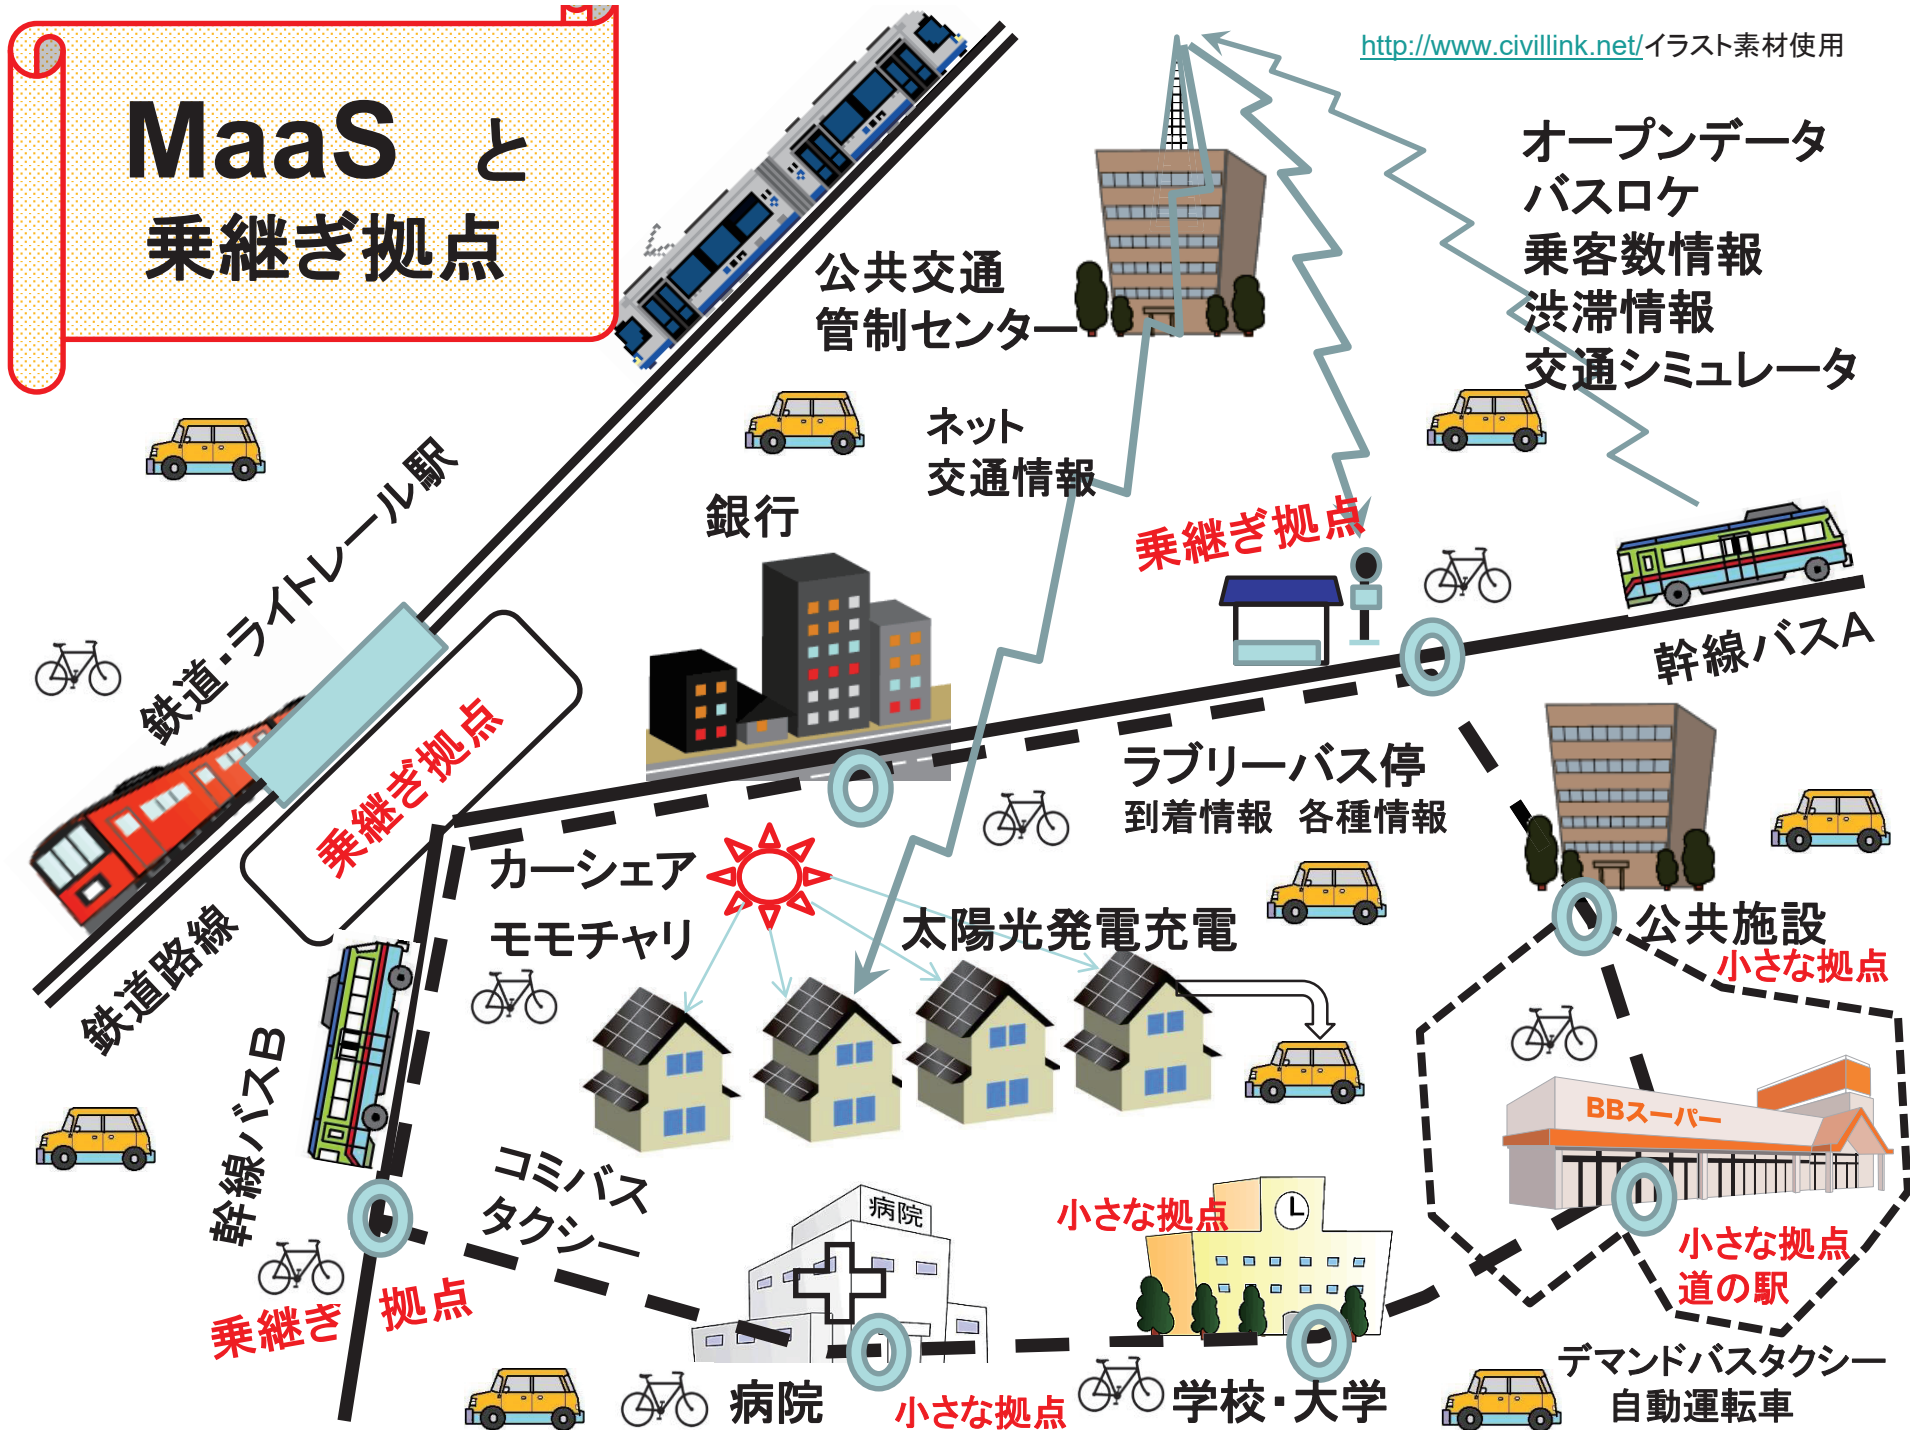 MaaS と
乗継ぎ拠点
http://www.civillink.net/イラスト素材使用
オープンデータ
バスロケ
乗客数情報
渋滞情報
交通シミュレータ
公共交通
管制センター
ネット
交通情報
銀行
乗継ぎ拠点
鉄道・ライトレール駅
乗継ぎ拠点
幹線バスA
ラブリーバス停
到着情報 各種情報
カーシェア
モモチャリ
太陽光発電充電
公共施設
小さな拠点
鉄道路線
幹線バスB
BBスーパー
コミバス
タクシー
病院
小さな拠点
小さな拠点
道の駅
乗継ぎ 拠点
デマンドバスタクシー
自動運転車
病院
小さな拠点
学校・大学